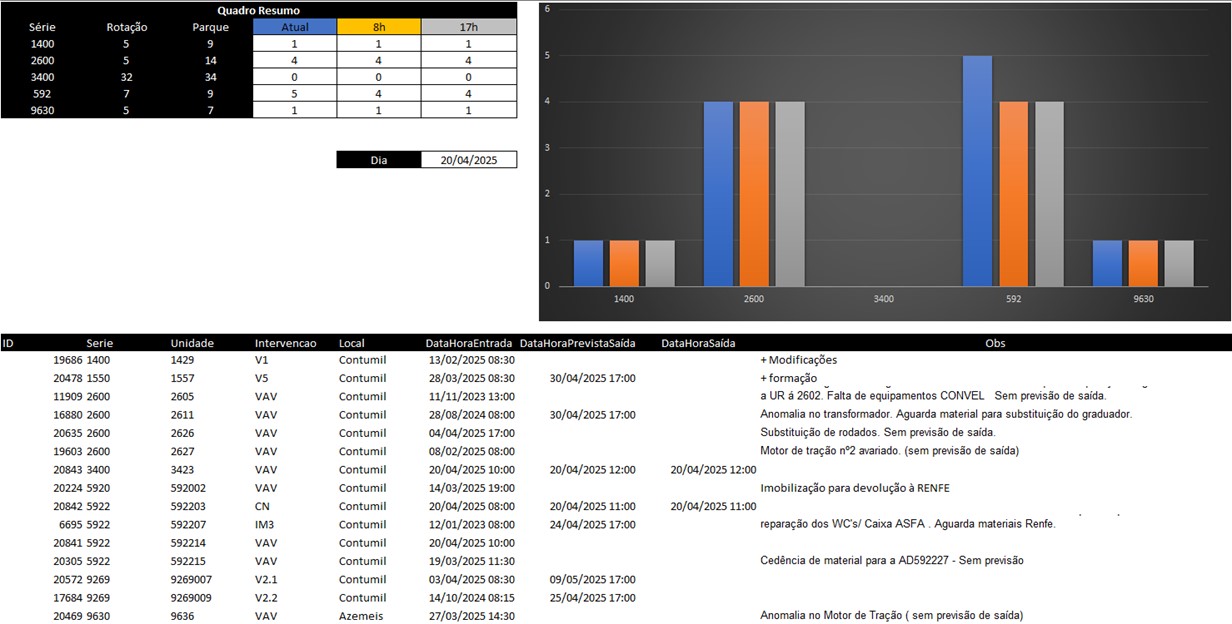 Quadro Resumo
Série Rotação Parque Atual 8h 17h
1400 5 9 1 1 1
2600 5 14 4 4 4
3400 32 34 0 0 0
592 7 9 5 4 4
9630 5 7 1 1 1
Dia 20/04/2025
6
5
4
3
2
1
0
1400 2600 3400 592 9630
ID Serie Unidade Intervencao Local DataHoraEntrada DataHoraPrevistaSaída DataHoraSaída Obs
19686 1400 1429 V1 Contumil 13/02/2025 08:30 + Modificações
20478 1550 1557 V5 Contumil 28/03/2025 08:30 30/04/2025 17:00 + formação
11909 2600 2605 VAV Contumil 11/11/2023 13:00 a UR á 2602. Falta de equipamentos CONVEL Sem previsão de saída.
16880 2600 2611 VAV Contumil 28/08/2024 08:00 30/04/2025 17:00 Anomalia no transformador. Aguarda material para substituição do graduador.
20635 2600 2626 VAV Contumil 04/04/2025 17:00 Substituição de rodados. Sem previsão de saída.
19603 2600 2627 VAV Contumil 08/02/2025 08:00 Motor de tração nº2 avariado. (sem previsão de saída)
20843 3400 3423 VAV Contumil 20/04/2025 10:00 20/04/2025 12:00 20/04/2025 12:00
20224 5920 592002 VAV Contumil 14/03/2025 19:00 Imobilização para devolução à RENFE
20842 5922 592203 CN Contumil 20/04/2025 08:00 20/04/2025 11:00 20/04/2025 11:00
6695 5922 592207 IM3 Contumil 12/01/2023 08:00 24/04/2025 17:00 reparação dos WC's/ Caixa ASFA . Aguarda materiais Renfe.
20841 5922 592214 VAV Contumil 20/04/2025 10:00
20305 5922 592215 VAV Contumil 19/03/2025 11:30 Cedência de material para a AD592227 - Sem previsão
20572 9269 9269007 V2.1 Contumil 03/04/2025 08:30 09/05/2025 17:00
17684 9269 9269009 V2.2 Contumil 14/10/2024 08:15 25/04/2025 17:00
20469 9630 9636 VAV Azemeis 27/03/2025 14:30 Anomalia no Motor de Tração ( sem previsão de saída)